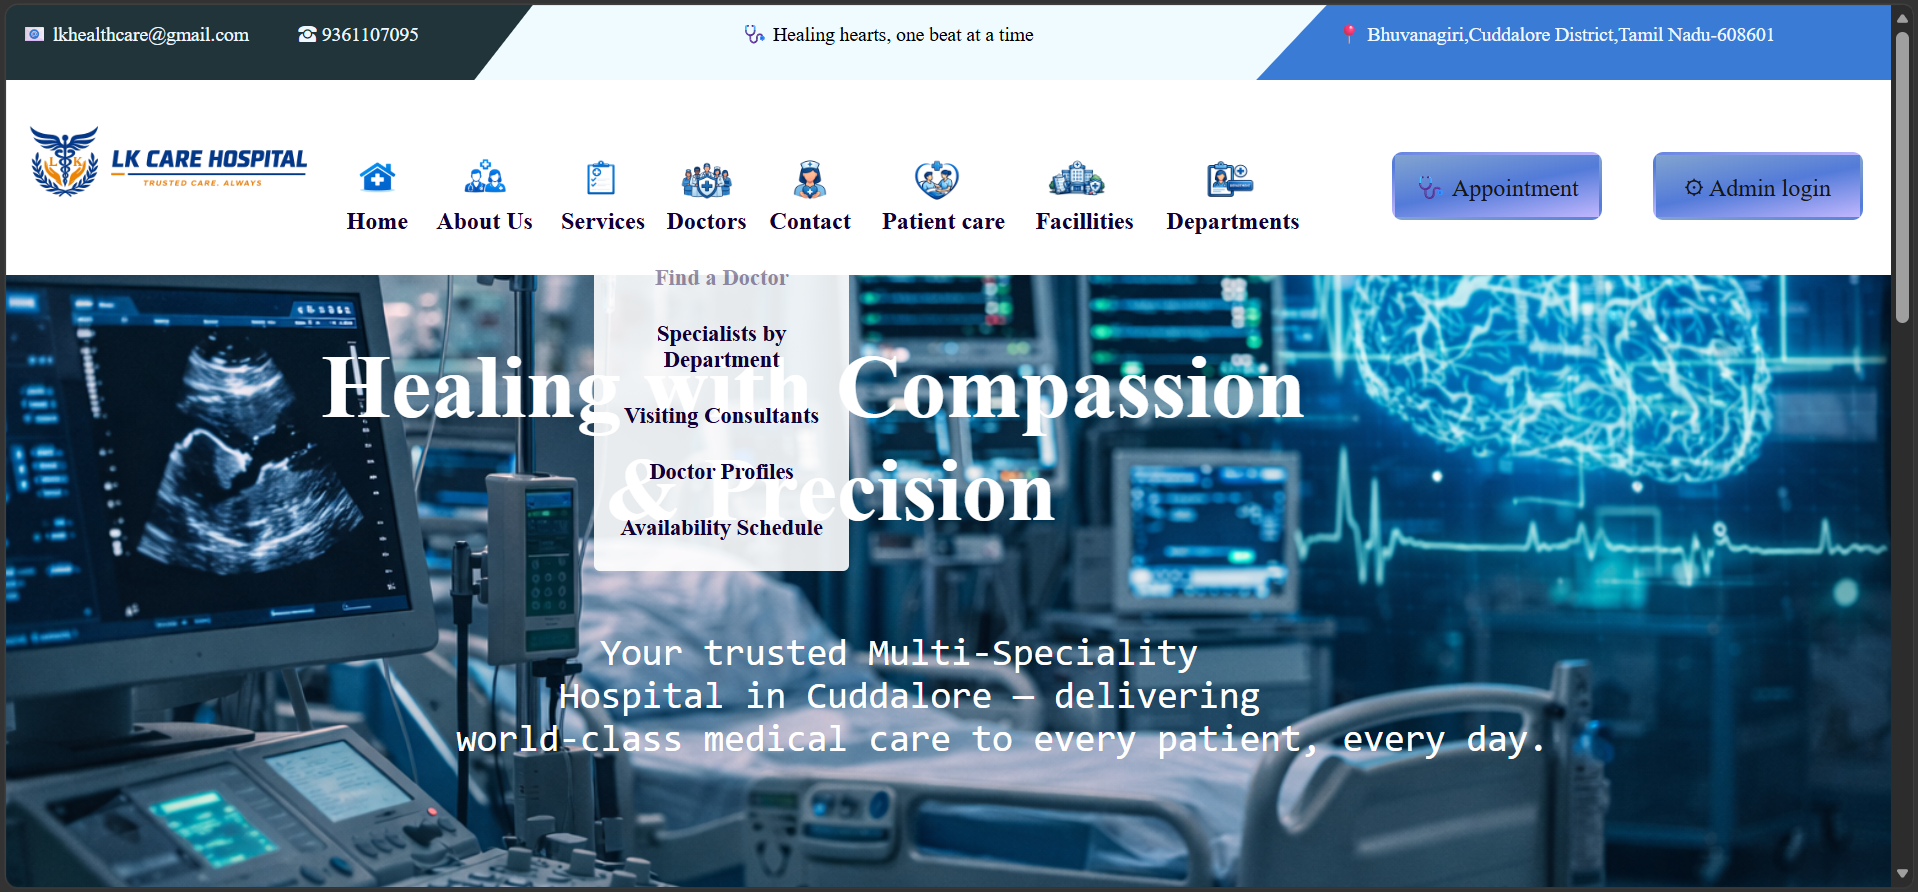 lkhealthcare@gmail.com
9361107095
Healing hearts, one beat at a time
Bhuvanagiri,Cuddalore District,Tamil Nadu-608601
LK
LK CARE HOSPITAL
TRUSTED CARE. ALWAYS
Home
About Us
Services
Doctors
Contact
Patient care
Facillities
Departments
Appointment
Admin login
Find a Doctor
Specialists by
Department
Visiting Consultants
Doctor Profiles
Availability Schedule
Healing with Compassion
& Precision
Your trusted Multi-Speciality
Hospital in Cuddalore — delivering
world-class medical care to every patient, every day.